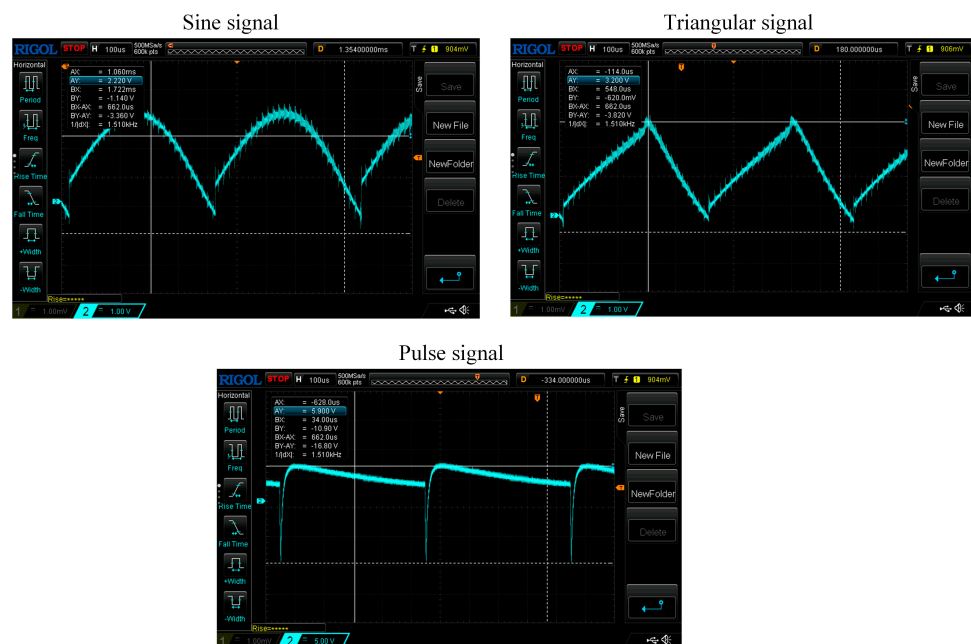 Sine signal
RIGOL STOP H 100us 500MSa/s 600k pts D 1.35400000ms T 1 904mV
Horizontal
Period
Freq
Rise Time
Fall Time
+Width
-Width
AX: = 1.060ms
AY: = 2.220 V
BX: = 1.722ms
BY: = -1.140 V
BX-AX: = 662.0us
BY-AY: = -3.360 V
1/|dX|: = 1.510kHz
Save
Save
New File
NewFolder
Delete
Rise=*****
1 = 1.00mV 2 = 1.00 V
Triangular signal
RIGOL STOP H 100us 500MSa/s 600k pts D 180.000000us T 1 906mV
Horizontal
Period
Freq
Rise Time
Fall Time
+Width
-Width
AX: = -114.0us
AY: = 3.200 V
BX: = 548.0us
BY: = -620.0mV
BX-AX: = 662.0us
BY-AY: = -3.820 V
1/|dX|: = 1.510kHz
Save
Save
New File
NewFolder
Delete
Rise=*****
1 = 1.00mV 2 = 1.00 V
Pulse signal
RIGOL STOP H 100us 500MSa/s 600k pts D -334.000000us T 1 904mV
Horizontal
Period
Freq
Rise Time
Fall Time
+Width
-Width
AX: = -628.0us
AY: = 5.900 V
BX: = 34.00us
BY: = -10.90 V
BX-AX: = 662.0us
BY-AY: = -16.80 V
1/|dX|: = 1.510kHz
Save
Save
New File
NewFolder
Delete
Rise=*****
1 = 1.00mV 2 = 5.00 V